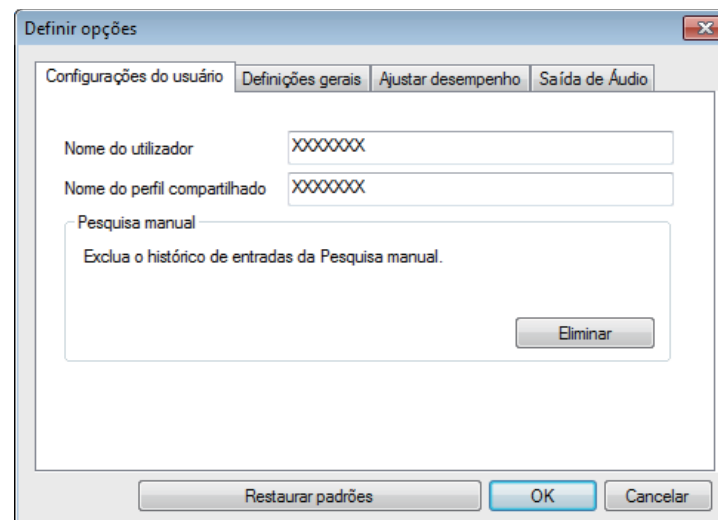 Definir opções
Configurações do usuário Definições gerais Ajustar desempenho Saída de Áudio
Nome do utilizador XXXXXXX
Nome do perfil compartilhado XXXXXXX
Pesquisa manual
Exclua o histórico de entradas da Pesquisa manual.
Eliminar
Restaurar padrões OK Cancelar